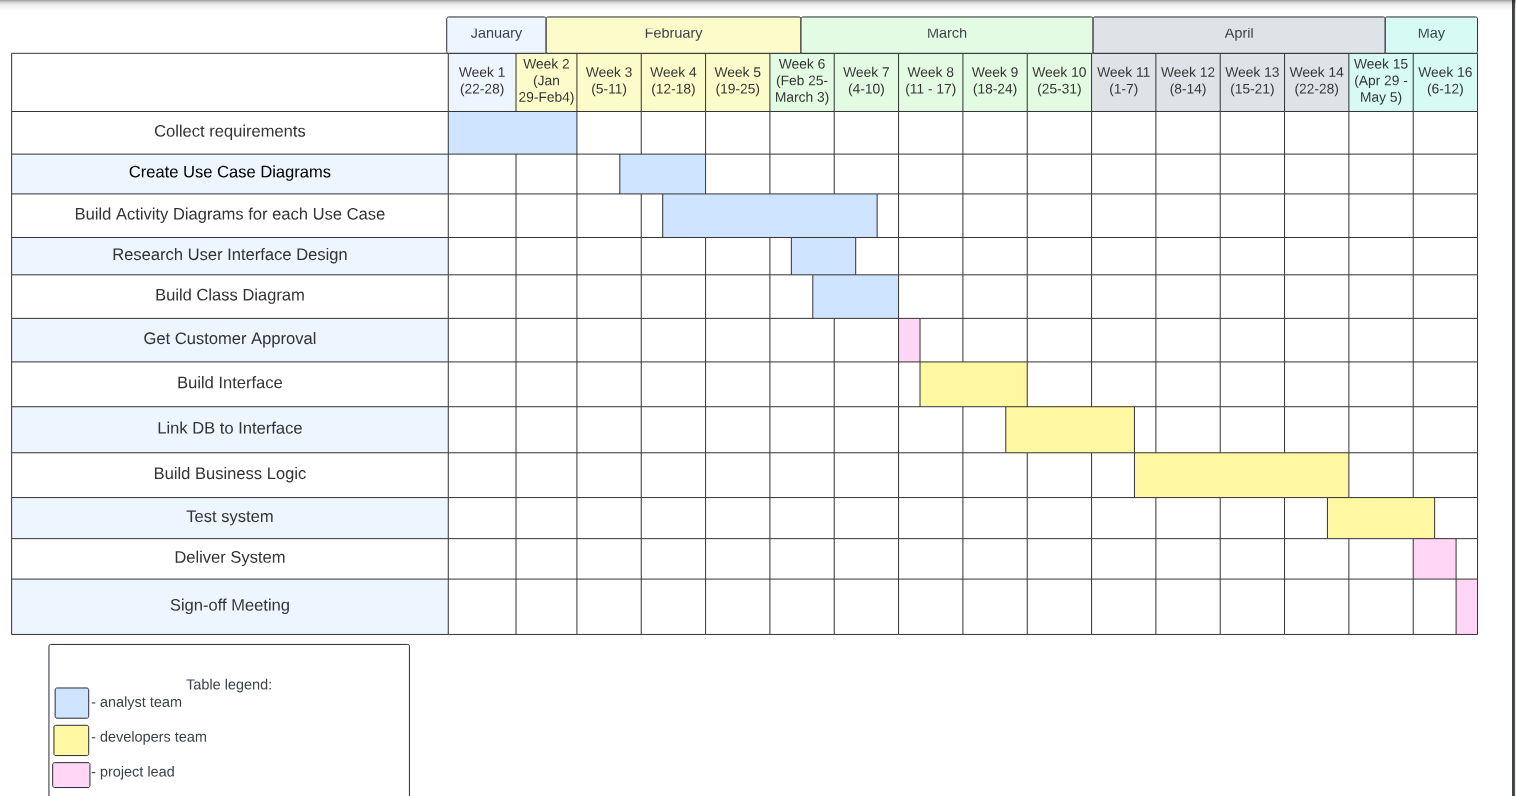 January
February
March
April
May
Week 1
(22-28)
Week 2
(Jan
29-Feb4)
Week 3
(5-11)
Week 4
(12-18)
Week 5
(19-25)
Week 6
(Feb 25-
March 3)
Week 7
(4-10)
Week 8
(11 - 17)
Week 9
(18-24)
Week 10
(25-31)
Week 11
(1-7)
Week 12
(8-14)
Week 13
(15-21)
Week 14
(22-28)
Week 15
(Apr 29 -
May 5)
Week 16
(6-12)
Collect requirements
Create Use Case Diagrams
Build Activity Diagrams for each Use Case
Research User Interface Design
Build Class Diagram
Get Customer Approval
Build Interface
Link DB to Interface
Build Business Logic
Test system
Deliver System
Sign-off Meeting
Table legend:
- analyst team
- developers team
- project lead